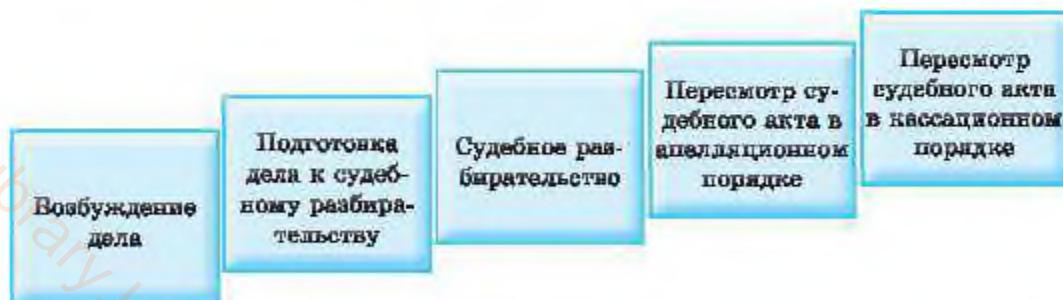 Возбуждение
дела
Подготовка
дела к судеб-
ному разбира-
тельству
Судебное раз-
бирательство
Пересмотр су-
дебного акта в
апелляционном
порядке
Пересмотр
судебного акта
в кассационном
порядке